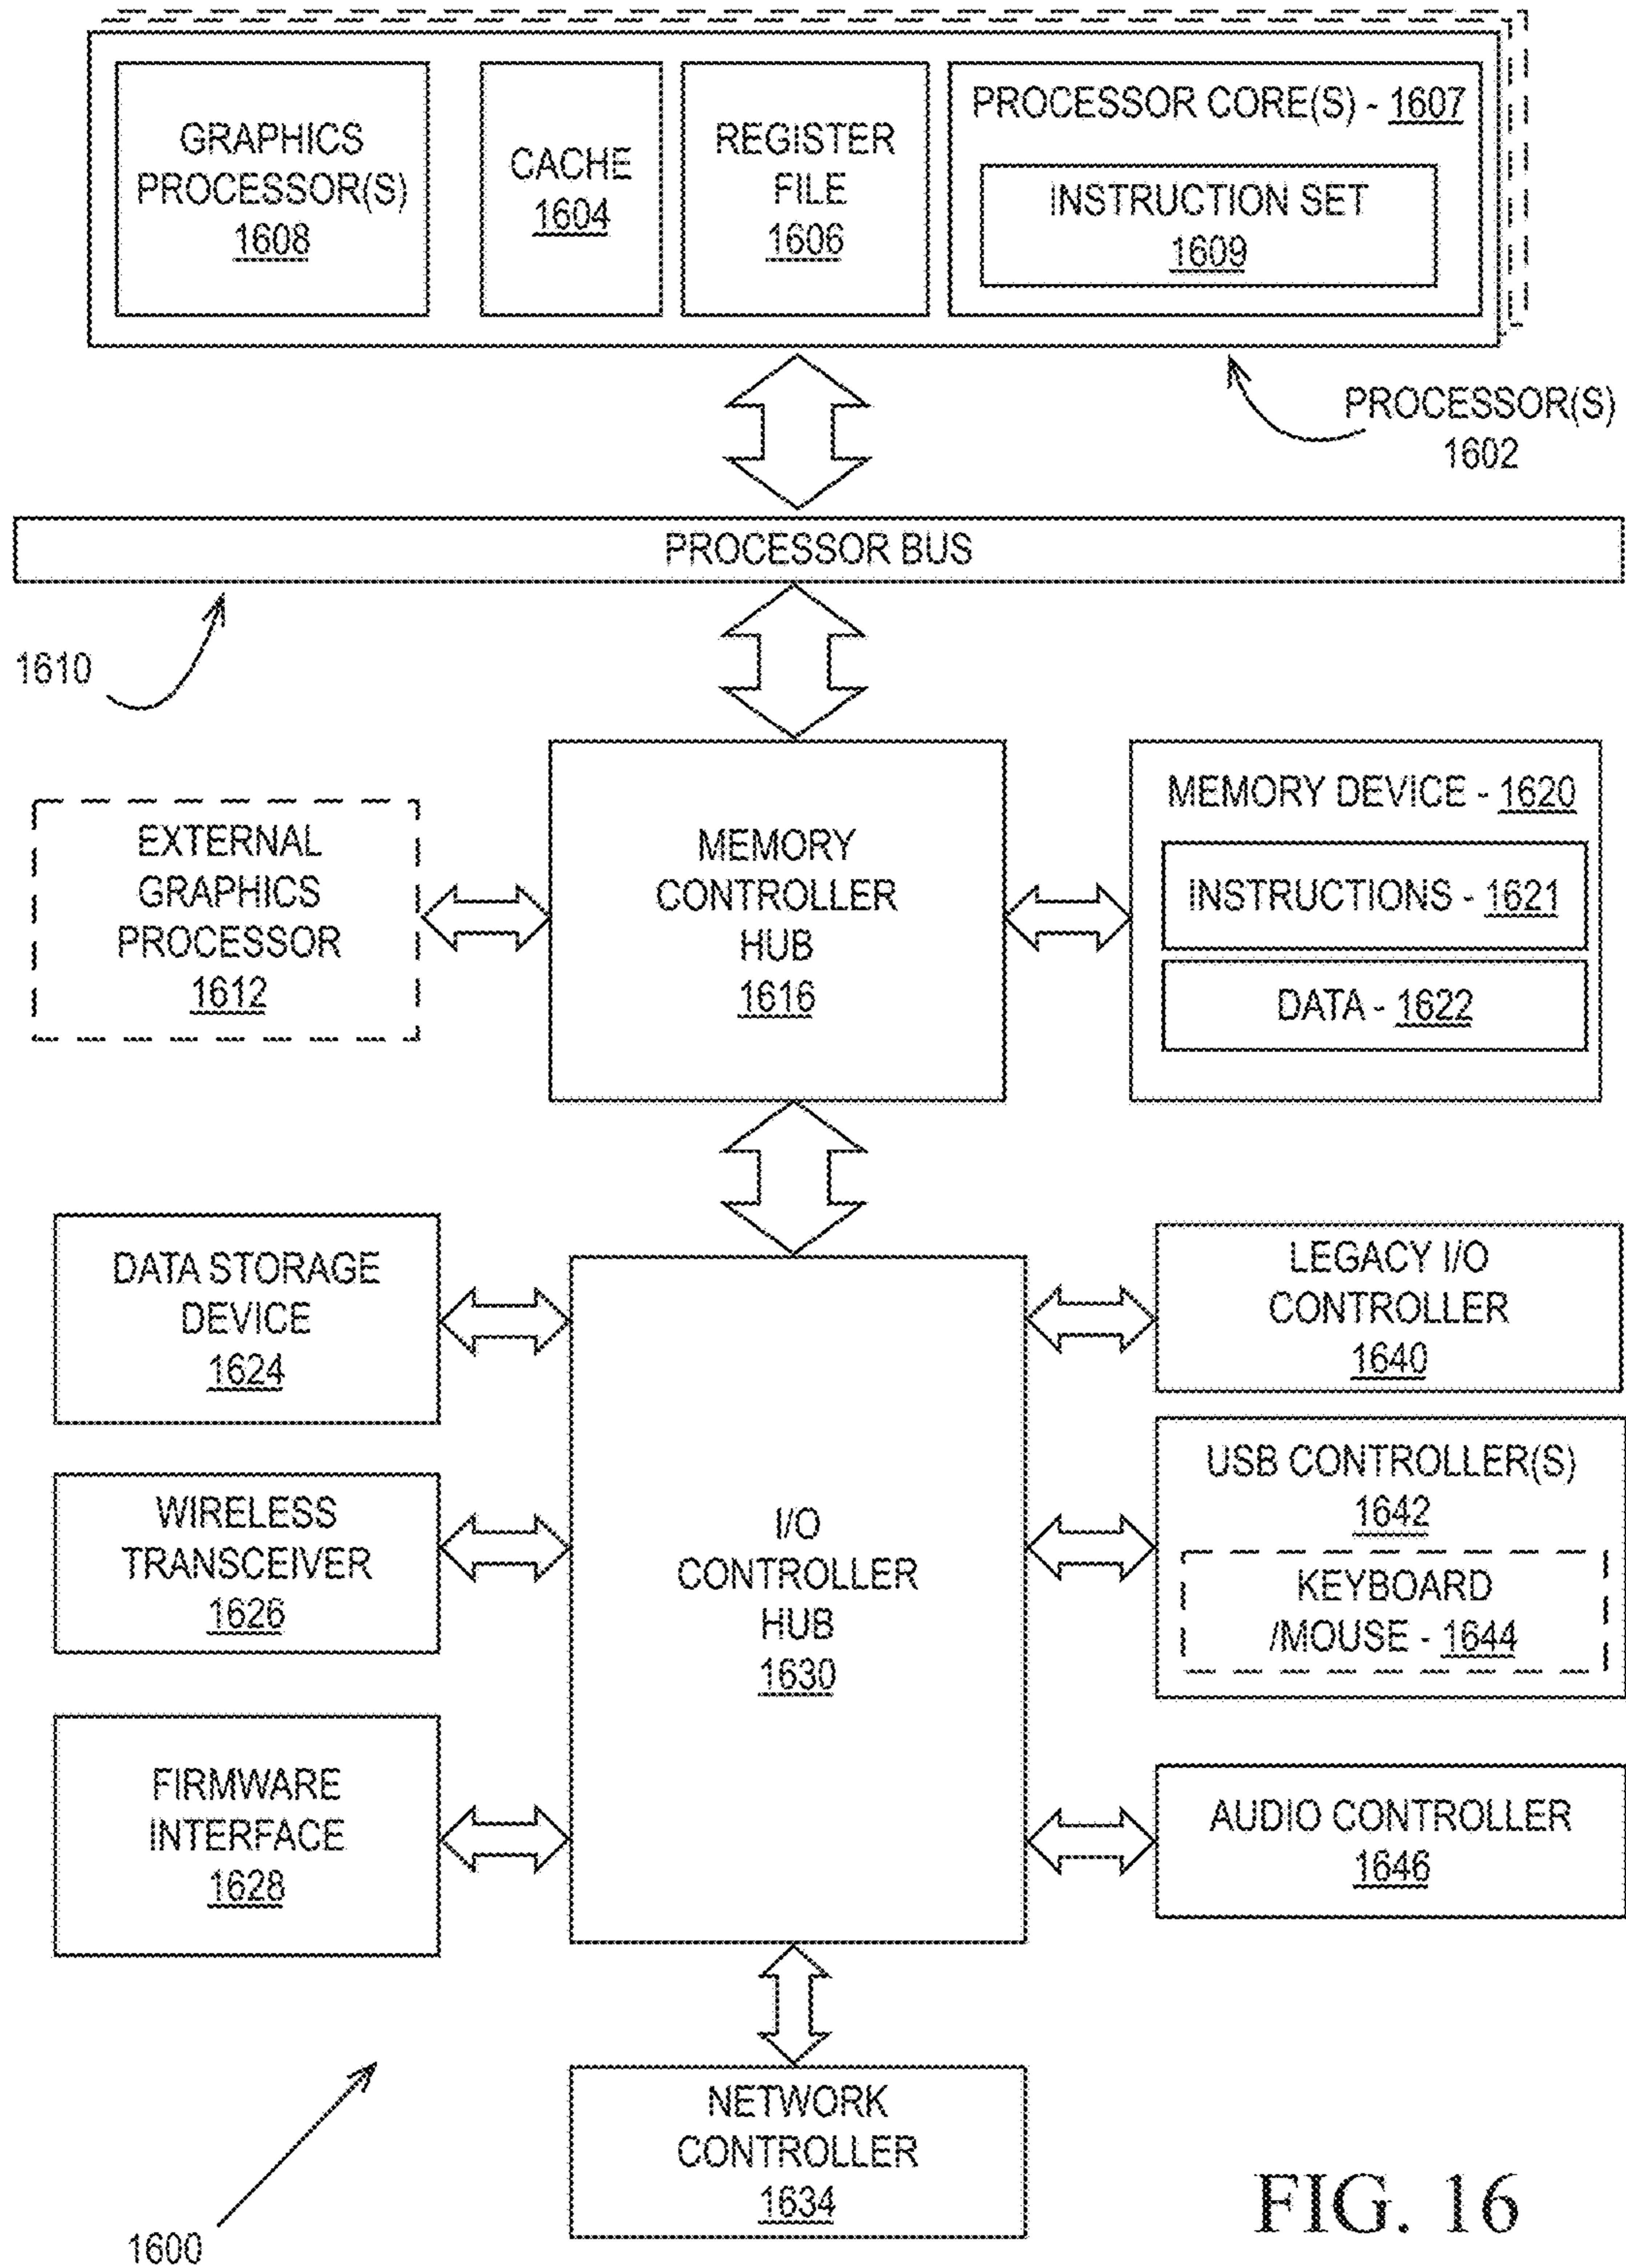 GRAPHICS
PROCESSOR(S)
1608
CACHE
1604
REGISTER
FILE
1606
PROCESSOR CORE(S) - 1607
INSTRUCTION SET
1609
PROCESSOR(S)
1602
PROCESSOR BUS
1610
EXTERNAL
GRAPHICS
PROCESSOR
1612
MEMORY
CONTROLLER
HUB
1616
MEMORY DEVICE - 1620
INSTRUCTIONS - 1621
DATA - 1622
DATA STORAGE
DEVICE
1624
WIRELESS
TRANSCEIVER
1626
FIRMWARE
INTERFACE
1628
I/O
CONTROLLER
HUB
1630
LEGACY I/O
CONTROLLER
1640
USB CONTROLLER(S)
1642
KEYBOARD
/MOUSE - 1644
AUDIO CONTROLLER
1646
NETWORK
CONTROLLER
1634
1600
FIG. 16